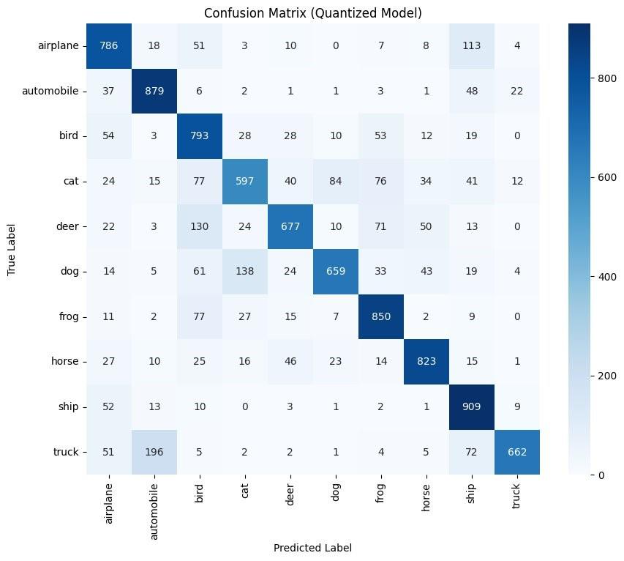 Confusion Matrix (Quantized Model)
airplane 786 18 51 3 10 0 7 8 113 4
automobile 37 879 6 2 1 1 3 1 48 22
bird 54 3 793 28 28 10 53 12 19 0
cat 24 15 77 597 40 84 76 34 41 12
deer 22 3 130 24 677 10 71 50 13 0
dog 14 5 61 138 24 659 33 43 19 4
frog 11 2 77 27 15 7 850 2 9 0
horse 27 10 25 16 46 23 14 823 15 1
ship 52 13 10 0 3 1 2 1 909 9
truck 51 196 5 2 2 1 4 5 72 662
True Label
airplane automobile bird cat deer dog frog horse ship truck
Predicted Label
800
600
400
200
0